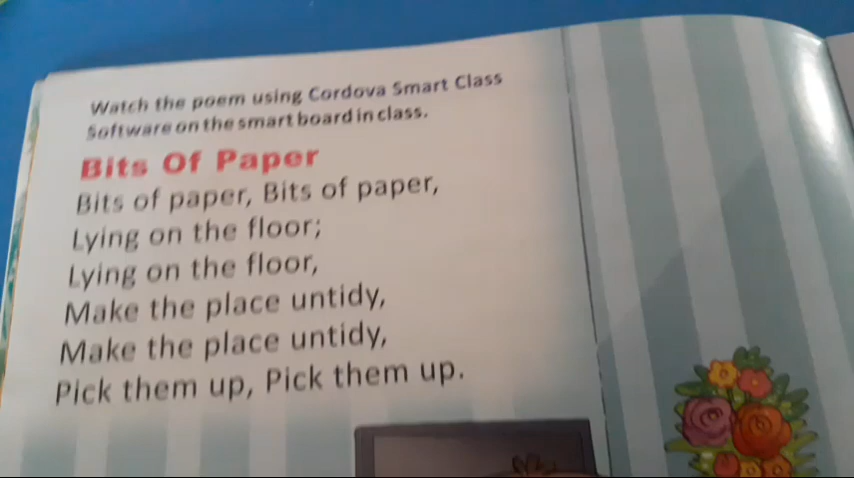 Watch the poem using Cordova Smart Class
Software on the smart board in class.
Bits Of Paper
Bits of paper, Bits of paper,
Lying on the floor;
Lying on the floor,
Make the place untidy,
Make the place untidy,
Pick them up, Pick them up.